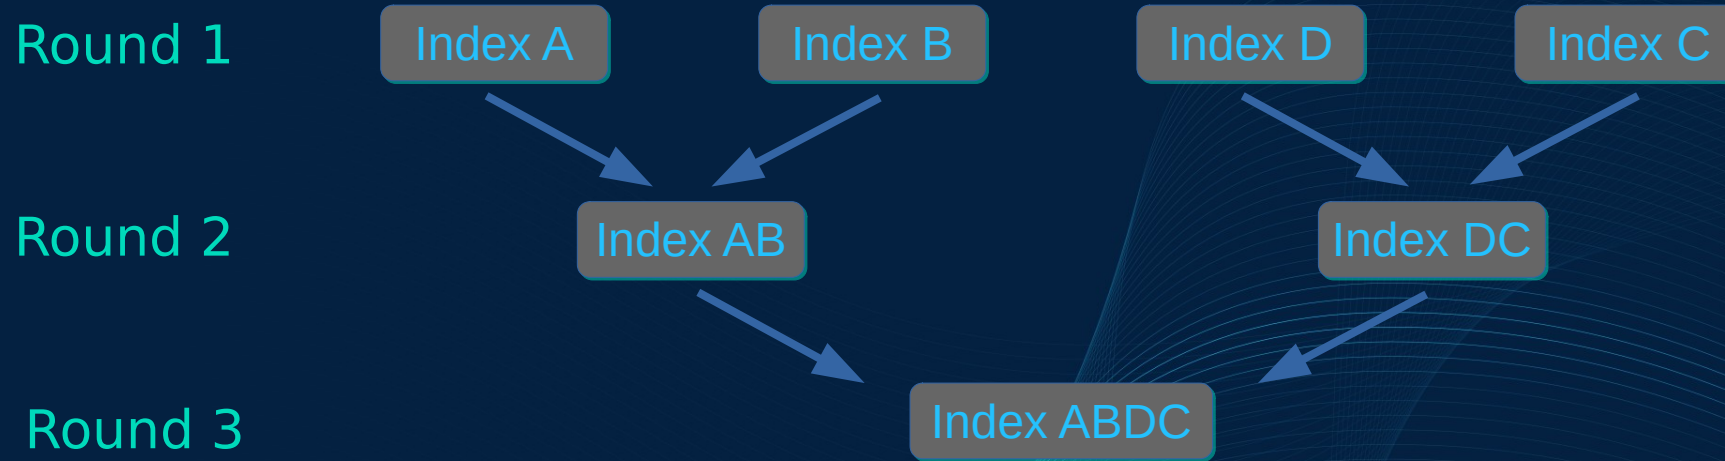 Round 1
Index A
Index B
Index D
Index C
Round 2
Index AB
Index DC
Round 3
Index ABDC